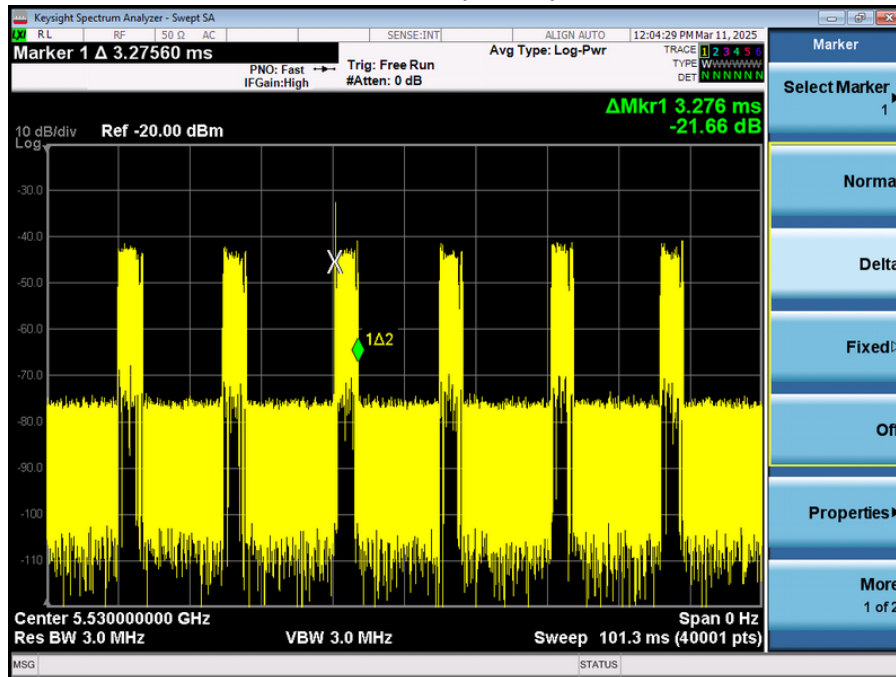 Keysight Spectrum Analyzer - Swept SA
LXI RL RF 50 Ω AC SENSE:INT ALIGN AUTO 12:04:29 PM Mar 11, 2025
Marker 1 Δ 3.27560 ms
PNO: Fast
IFGain:High
Trig: Free Run
#Atten: 0 dB
Avg Type: Log-Pwr
TRACE 1 2 3 4 5 6
TYPE WWWWWW
DET N N N N N N
ΔMkr1 3.276 ms
-21.66 dB
10 dB/div Ref -20.00 dBm
Log
-30.0
-40.0
-50.0
-60.0
-70.0
-80.0
-90.0
-100
-110
X
1Δ2
Center 5.530000000 GHz
Span 0 Hz
Res BW 3.0 MHz
VBW 3.0 MHz
Sweep 101.3 ms (40001 pts)
MSG
STATUS
Marker
Select Marker
1
Norma
Delta
Fixed
Off
Properties
More
1 of 2